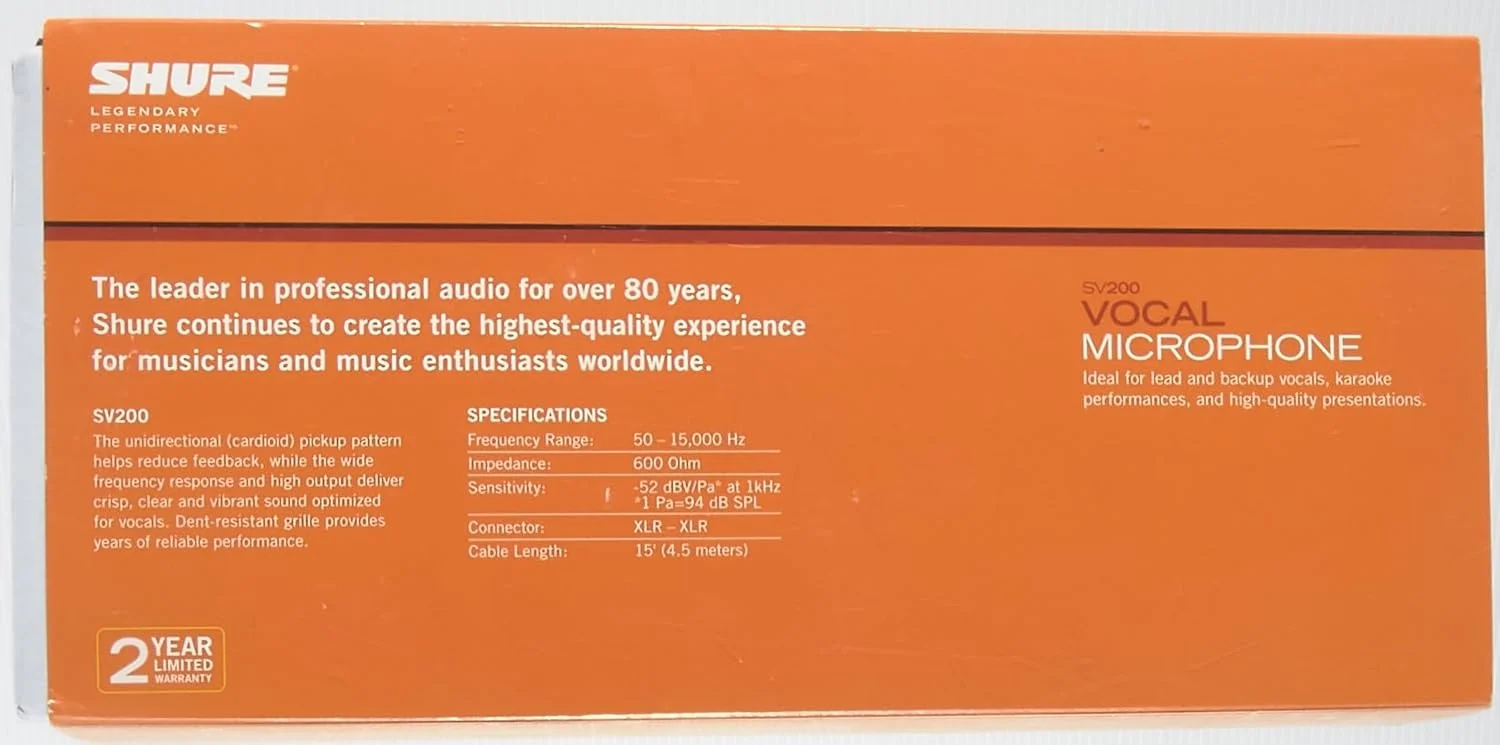 SHURE®
LEGENDARY
PERFORMANCE™
The leader in professional audio for over 80 years,
Shure continues to create the highest-quality experience
for musicians and music enthusiasts worldwide.
SV200
The unidirectional (cardioid) pickup pattern
helps reduce feedback, while the wide
frequency response and high output deliver
crisp, clear and vibrant sound optimized
for vocals. Dent-resistant grille provides
years of reliable performance.
SPECIFICATIONS
Frequency Range: 50 – 15,000 Hz
Impedance: 600 Ohm
Sensitivity: -52 dBV/Pa* at 1kHz
*1 Pa=94 dB SPL
Connector: XLR – XLR
Cable Length: 15' (4.5 meters)
SV200
VOCAL
MICROPHONE
Ideal for lead and backup vocals, karaoke
performances, and high-quality presentations.
2 YEAR
LIMITED
WARRANTY